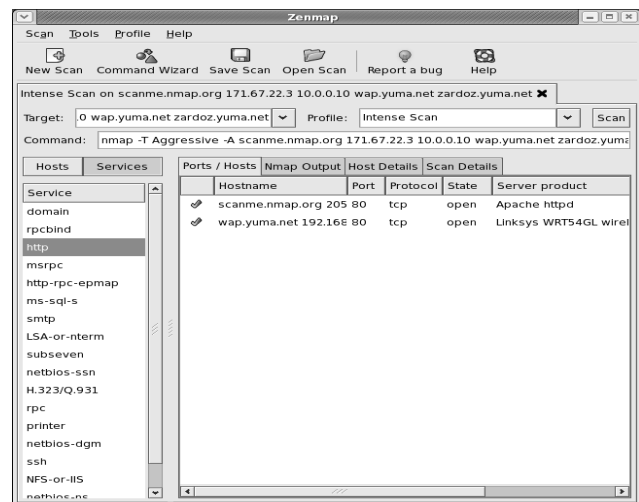 Zenmap
Scan Tools Profile Help
New Scan Command Wizard Save Scan Open Scan Report a bug Help
Intense Scan on scanme.nmap.org 171.67.22.3 10.0.0.10 wap.yuma.net zardoz.yuma.net
Target: .0 wap.yuma.net zardoz.yuma.net Profile: Intense Scan Scan
Command: nmap -T Aggressive -A scanme.nmap.org 171.67.22.3 10.0.0.10 wap.yuma.net zardoz.yuma
Hosts Services
Ports / Hosts Nmap Output Host Details Scan Details
Service
domain
rpcbind
http
msrpc
http-rpc-epmap
ms-sql-s
smtp
LSA-or-nterm
subseven
netbios-ssn
H.323/Q.931
rpc
printer
netbios-dgm
ssh
NFS-or-IIS
netbios-ns
Hostname Port Protocol State Server product
scanme.nmap.org 205 80 tcp open Apache httpd
wap.yuma.net 192.168 80 tcp open Linksys WRT54GL wirel